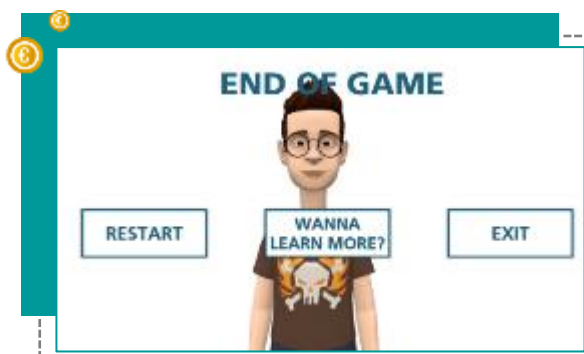 €
€
END OF GAME
RESTART
WANNA
LEARN MORE?
EXIT